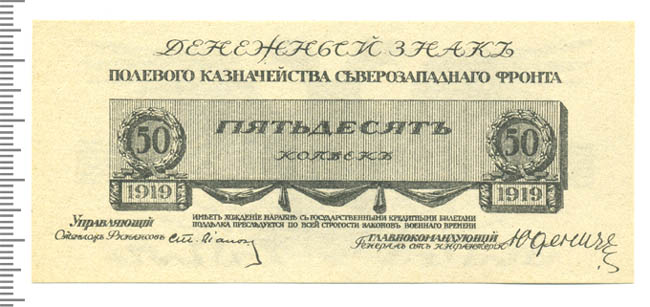 ДЕНЕЖНЫЙ ЗНАКЪ
ПОЛЕВОГО КАЗНАЧЕЙСТВА СѢВЕРОЗАПАДНАГО ФРОНТА
50 ПЯТЬДЕСЯТЪ 50
КОПѢЕКЪ
1919 1919
ИМѢЕТЪ ХОЖДЕНІЕ НАРАВНѢ СЪ ГОСУДАРСТВЕННЫМИ КРЕДИТНЫМИ БИЛЕТАМИ
ПОДДѢЛКА ПРЕСЛѢДУЕТСЯ ПО ВСЕЙ СТРОГОСТИ ЗАКОНОВЪ ВОЕННАГО ВРЕМЕНИ
Управляющій
ГЛАВНОКОМАНДУЮЩІЙ
Генералъ отъ инфантеріи